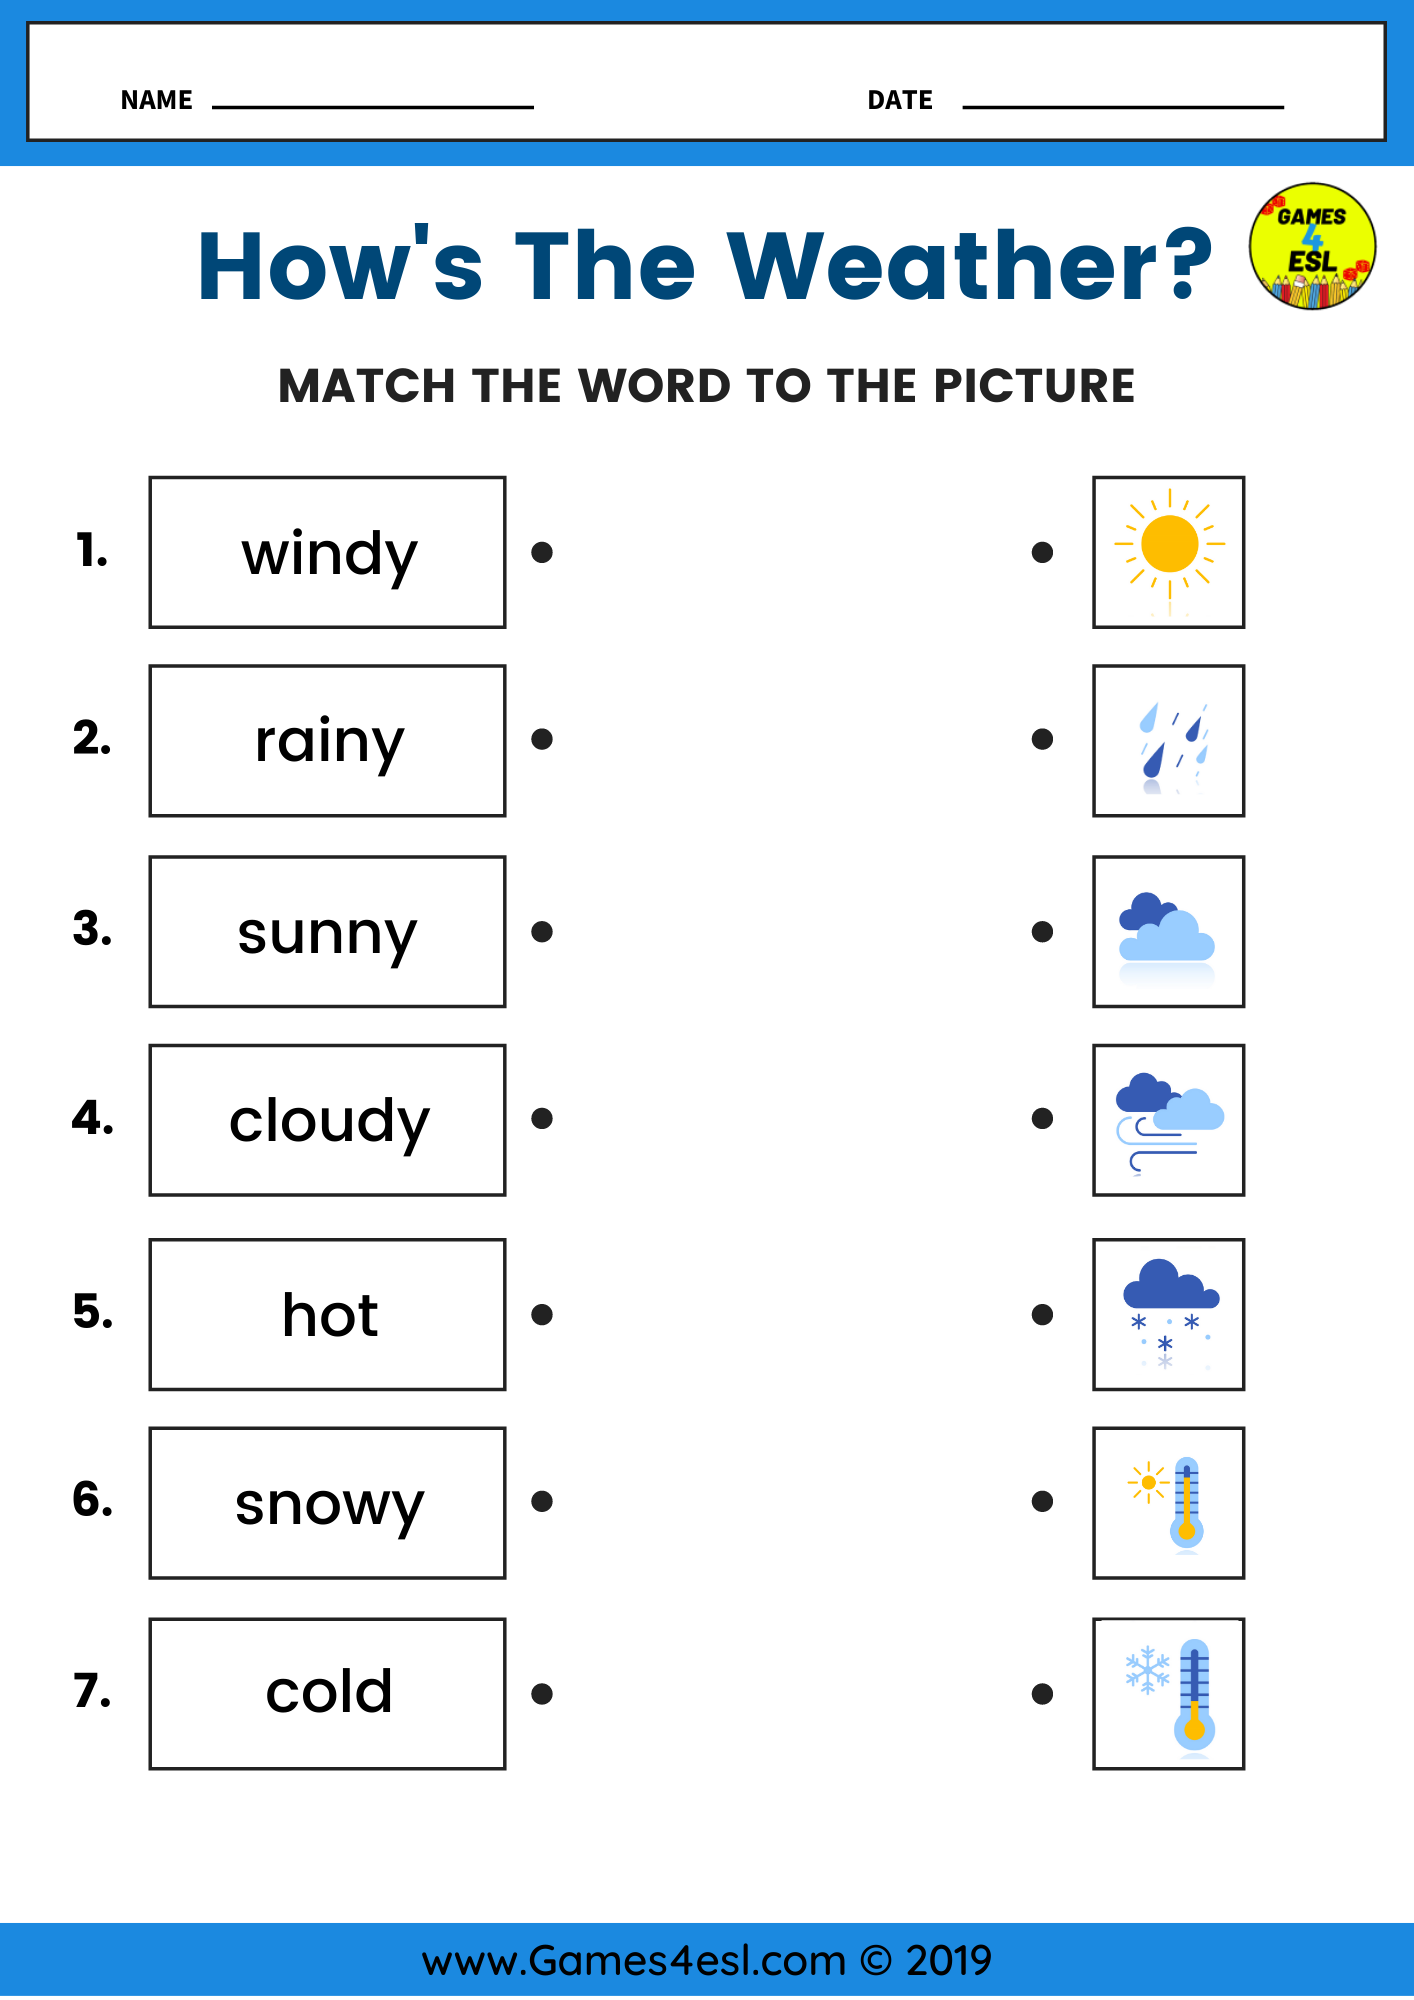 NAME DATE
How's The Weather?
GAMES
4
ESL
MATCH THE WORD TO THE PICTURE
1. windy
2. rainy
3. sunny
4. cloudy
5. hot
6. snowy
7. cold
www.Games4esl.com © 2019